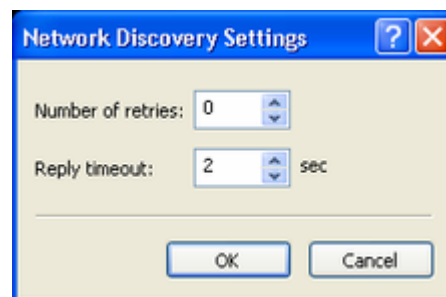 Network Discovery Settings ?
Number of retries: 0
Reply timeout: 2 sec
OK Cancel